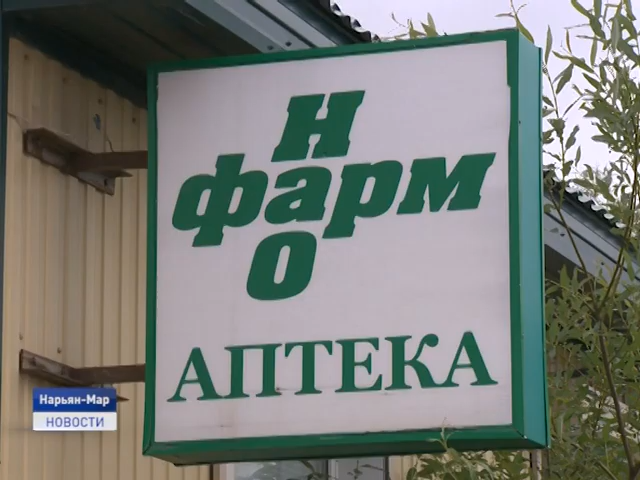 Н
фарм
О
АПТЕКА
Нарьян-Мар
НОВОСТИ